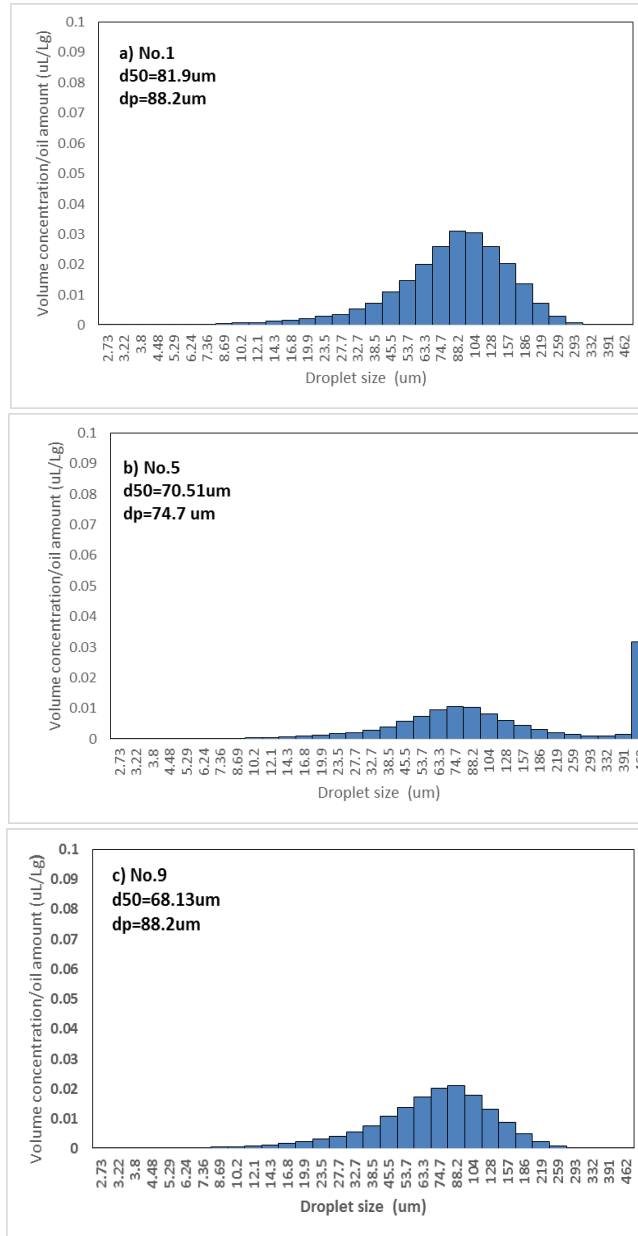 0.1
0.09
0.08
0.07
0.06
0.05
0.04
0.03
0.02
0.01
0
Volume concentration/oil amount (uL/Lg)
a) No.1
d50=81.9um
dp=88.2um
2.73 3.22 3.8 4.48 5.29 6.24 7.36 8.69 10.2 12.1 14.3 16.8 19.9 23.5 27.7 32.7 38.5 45.5 53.7 63.3 74.7 88.2 104 128 157 186 219 259 293 332 391 462
Droplet size (um)
0.1
0.09
0.08
0.07
0.06
0.05
0.04
0.03
0.02
0.01
0
Volume concentration/oil amount (uL/Lg)
b) No.5
d50=70.51um
dp=74.7 um
2.73 3.22 3.8 4.48 5.29 6.24 7.36 8.69 10.2 12.1 14.3 16.8 19.9 23.5 27.7 32.7 38.5 45.5 53.7 63.3 74.7 88.2 104 128 157 186 219 259 293 332 391
Droplet size (um)
0.1
0.09
0.08
0.07
0.06
0.05
0.04
0.03
0.02
0.01
0
Volume concentration/oil amount (uL/Lg)
c) No.9
d50=68.13um
dp=88.2um
2.73 3.22 3.8 4.48 5.29 6.24 7.36 8.69 10.2 12.1 14.3 16.8 19.9 23.5 27.7 32.7 38.5 45.5 53.7 63.3 74.7 88.2 104 128 157 186 219 259 293 332 391 462
Droplet size (um)